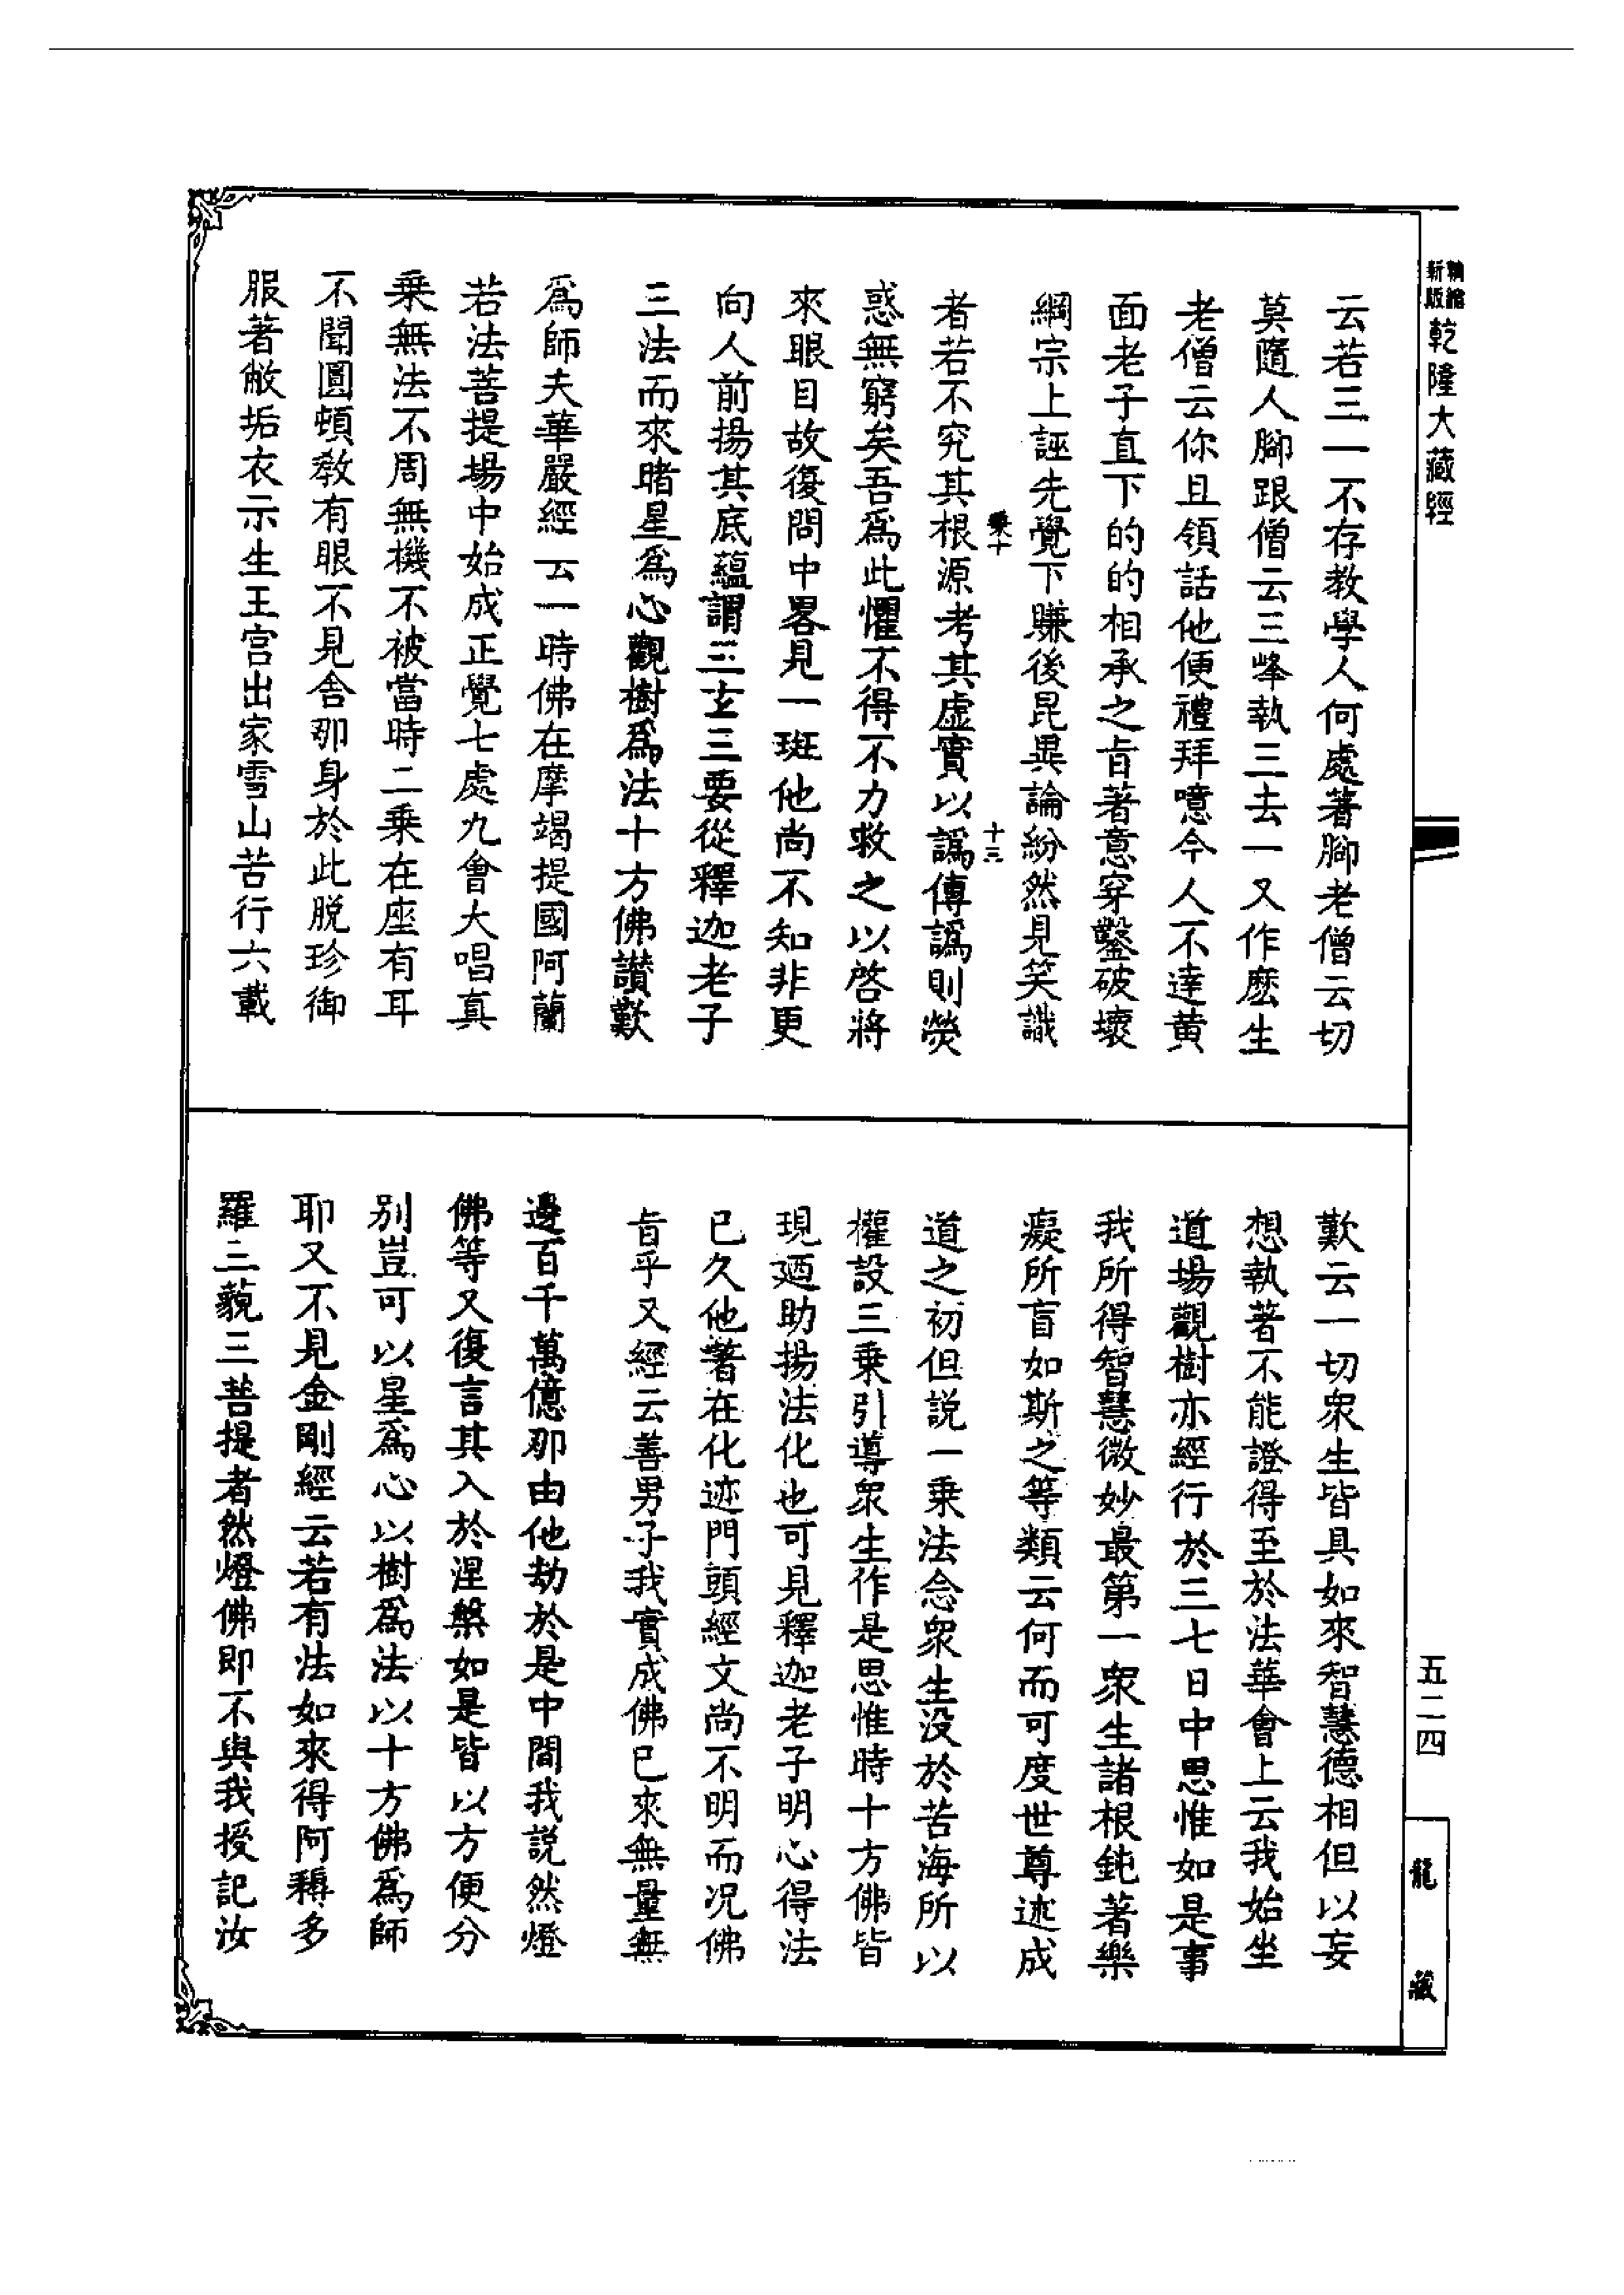 精繪新版乾隆大藏經
云若三一不存教學人何處著腳老僧云切
莫隨人腳跟僧云三峰執三去一又作麽生
老僧云你且領話他便禮拜噫今人不達黄
面老子直下的的相承之旨著意穿鑿破壞
綱宗上誣先覺下賺後昆異論紛然見笑識
乗十
十三
者若不究其根源考其虚實以譌傳譌則熒
惑無窮矣吾爲此懼不得不力救之以啓將
來眼目故復問中畧見一斑他尚不知非更
向人前揚其底蘊謂三玄三要從釋迦老子
三法而來睹星爲心觀樹爲法十方佛讃歎
爲師夫華嚴經云一時佛在摩竭提國阿蘭
若法菩提場中始成正覺七處九會大唱真
乗無法不周無機不被當時二乗在座有耳
不聞圓頓教有眼不見舍那身於此脱珍御
服著敝垢衣示生王宫出家雪山苦行六載
歎云一切衆生皆具如來智慧德相但以妄
想執著不能證得至於法華會上云我始坐
道場觀樹亦經行於三七日中思惟如是事
我所得智慧微妙最第一衆生諸根鈍著樂
癡所盲如斯之等類云何而可度世尊述成
道之初但説一乗法念衆生没於苦海所以
權設三乗引導衆生作是思惟時十方佛皆
現廼助揚法化也可見釋迦老子明心得法
已久他著在化迹門頭經文尚不明而况佛
旨乎又經云善男子我實成佛已來無量無
邊百千萬億那由他劫於是中間我説然燈
佛等又復言其入於涅槃如是皆以方便分
别豈可以星爲心以樹爲法以十方佛爲師
耶又不見金剛經云若有法如來得阿耨多
羅三藐三菩提者然燈佛即不與我授記汝
五二四
龍藏